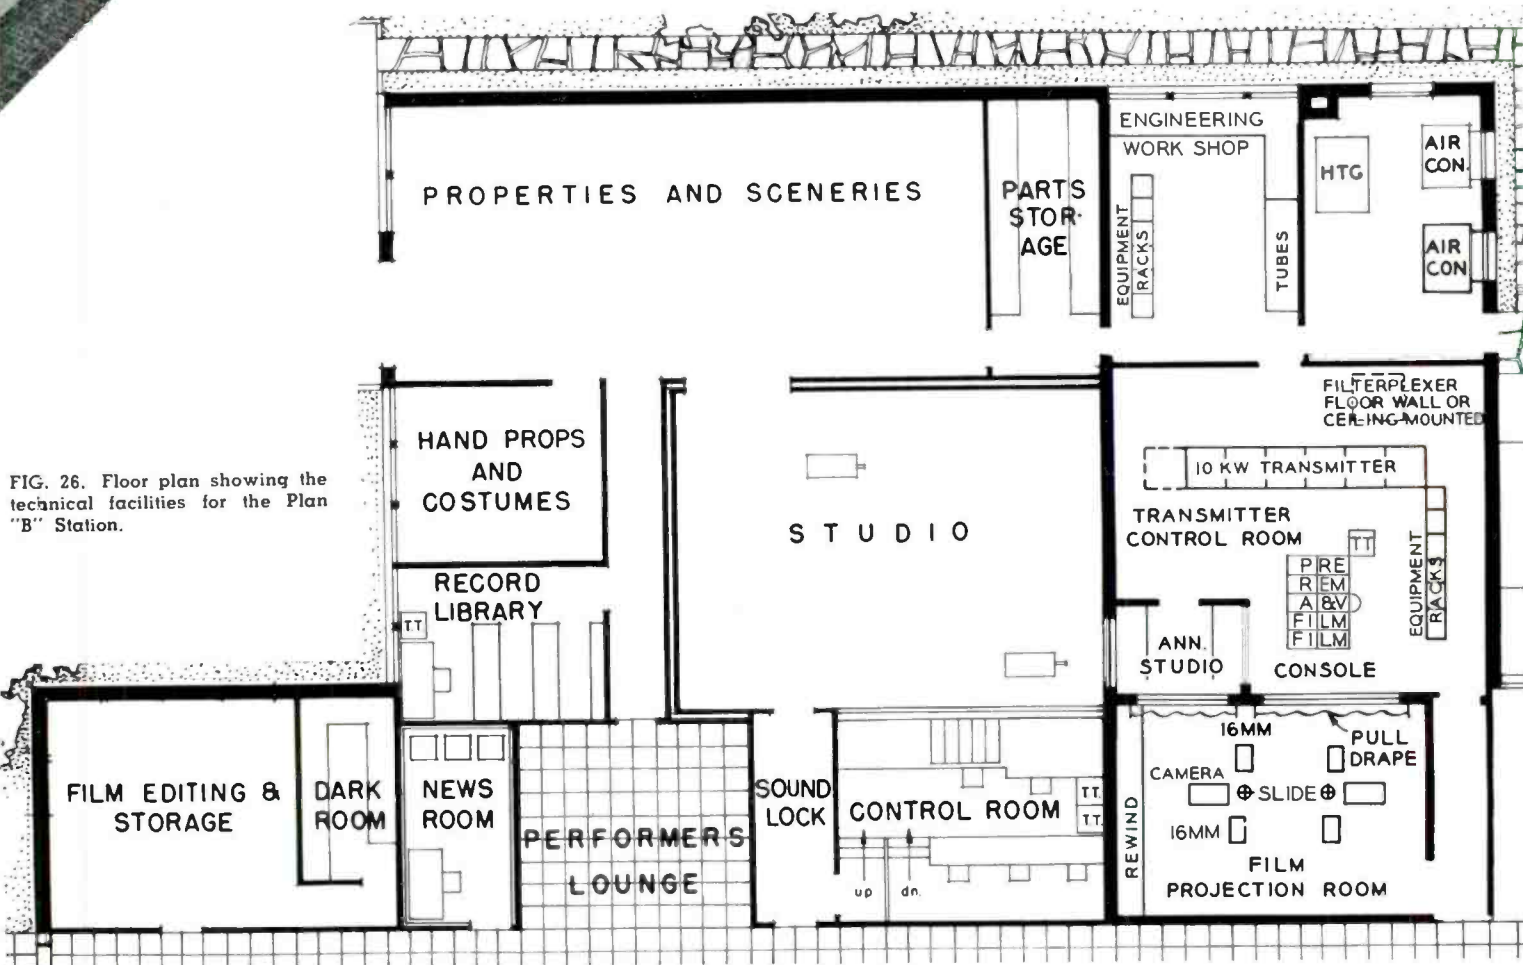 PROPERTIES AND SCENERIES
PARTS
STOR-
AGE
ENGINEERING
WORK SHOP
EQUIPMENT
RACKS
TUBES
HTG
AIR
CON.
AIR
CON
HAND PROPS
AND
COSTUMES
FIG. 26. Floor plan showing the
technical facilities for the Plan
"B" Station.
RECORD
LIBRARY
T.T.
STUDIO
FILTERPLEXER
FLOOR WALL OR
CEILING MOUNTED
10 KW TRANSMITTER
TRANSMITTER
CONTROL ROOM
TT
PRE
REM
A&V
FILM
FILM
CONSOLE
EQUIPMENT
RACKS
ANN.
STUDIO
FILM EDITING &
STORAGE
DARK
ROOM
NEWS
ROOM
PERFORMERS
LOUNGE
SOUND
LOCK
CONTROL ROOM
T.T.
T.T.
up
dn.
REWIND
16MM
PULL
DRAPE
CAMERA
SLIDE
16MM
FILM
PROJECTION ROOM